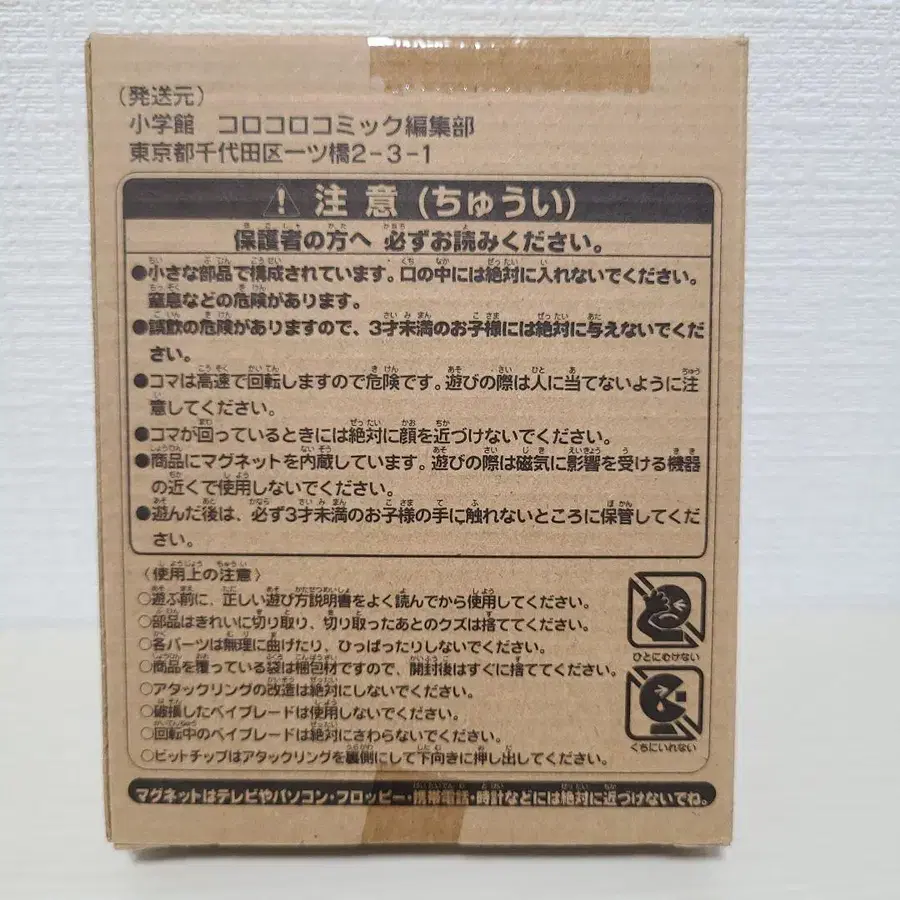 (発送元)
小学館 コロコロコミック編集部
東京都千代田区一ツ橋2-3-1
! 注意(ちゅうい)
保護者の方へ 必ずお読みください。
●小さな部品で構成されています。口の中には絶対に入れないでください。
窒息などの危険があります。
●誤飲の危険がありますので、3才未満のお子様には絶対に与えないでくだ
さい。
●コマは高速で回転しますので危険です。遊びの際は人に当てないように注
意してください。
●コマが回っているときには絶対に顔を近づけないでください。
●商品にマグネットを内蔵しています。遊びの際は磁気に影響を受ける機器
の近くで使用しないでください。
●遊んだ後は、必ず3才未満のお子様の手に触れないところに保管してくだ
さい。
〈使用上の注意〉
○遊ぶ前に、正しい遊び方説明書をよく読んでから使用してください。
○部品はきれいに切り取り、切り取ったあとのクズは捨ててください。
○各パーツは無理に曲げたり、ひっぱったりしないでください。
○商品を覆っている袋は梱包材ですので、開封後はすぐに捨ててください。
○アタックリングの改造は絶対にしないでください。
○破損したベイブレードは使用しないでください。
○回転中のベイブレードは絶対にさわらないでください。
○ビットチップはアタックリングを裏側にして下向きに押し出してください。
ひとにむけない
くちにいれない
マグネットはテレビやパソコン・フロッピー・携帯電話・時計などには絶対に近づけないでね。